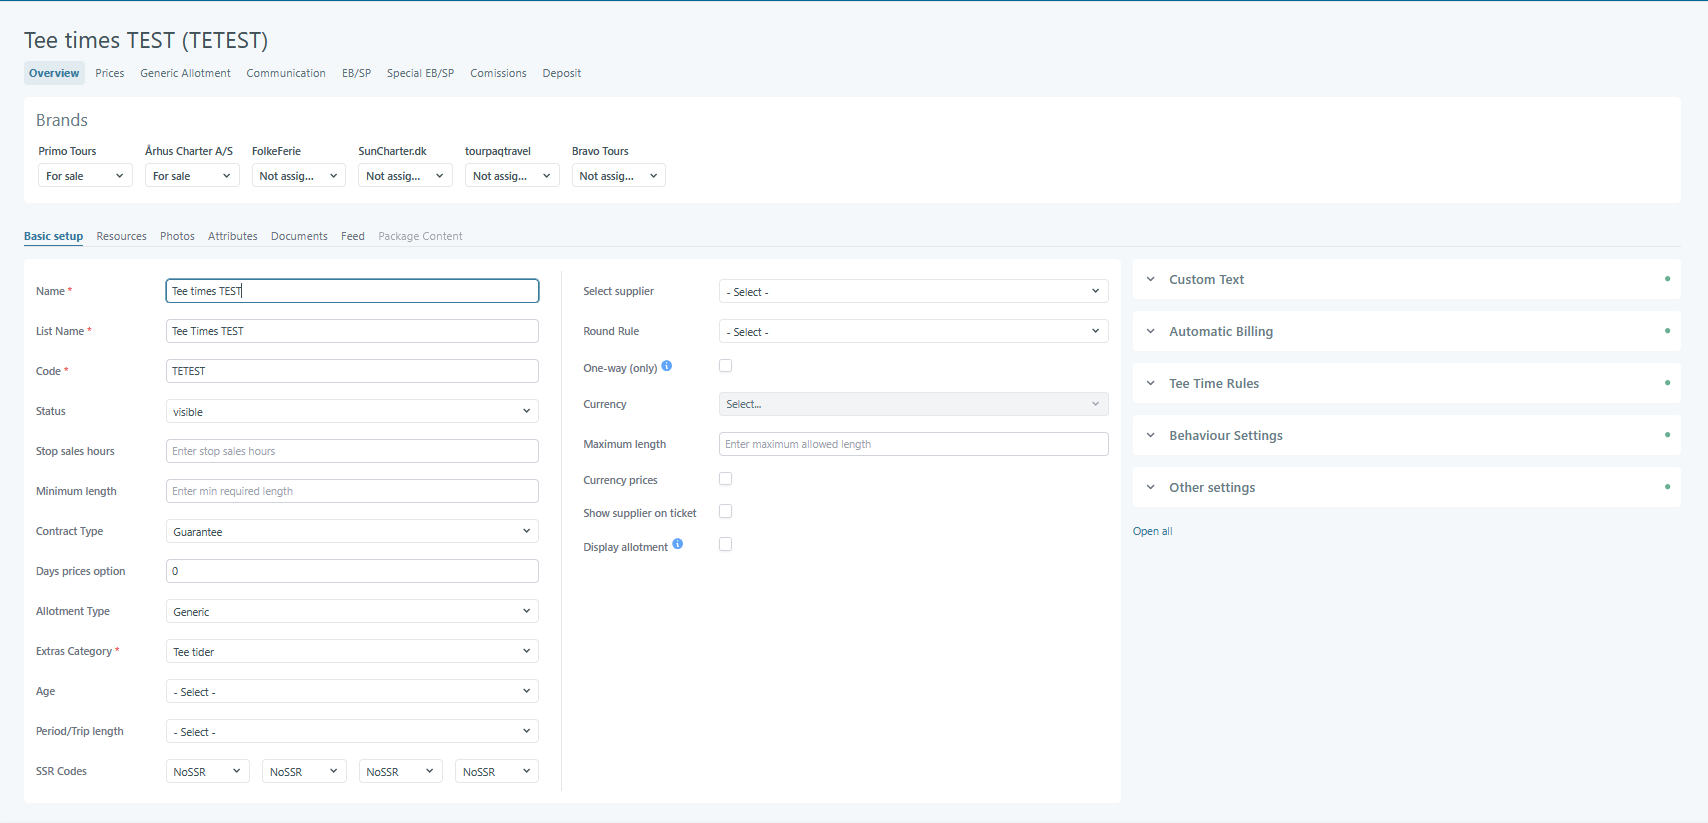 Tee times TEST (TETEST)
Overview Prices Generic Allotment Communication EB/SP Special EB/SP Comissions Deposit
Brands
Primo Tours Århus Charter A/S FolkeFerie SunCharter.dk tourpaqtravel Bravo Tours
For sale For sale Not assig... Not assig... Not assig... Not assig...
Basic setup Resources Photos Attributes Documents Feed Package Content
Name * Tee times TEST
List Name * Tee Times TEST
Code * TETEST
Status visible
Stop sales hours Enter stop sales hours
Minimum length Enter min required length
Contract Type Guarantee
Days prices option 0
Allotment Type Generic
Extras Category * Tee tider
Age - Select -
Period/Trip length - Select -
SSR Codes NoSSR NoSSR NoSSR NoSSR
Select supplier - Select -
Round Rule - Select -
One-way (only)
Currency Select...
Maximum length Enter maximum allowed length
Currency prices
Show supplier on ticket
Display allotment
Custom Text
Automatic Billing
Tee Time Rules
Behaviour Settings
Other settings
Open all